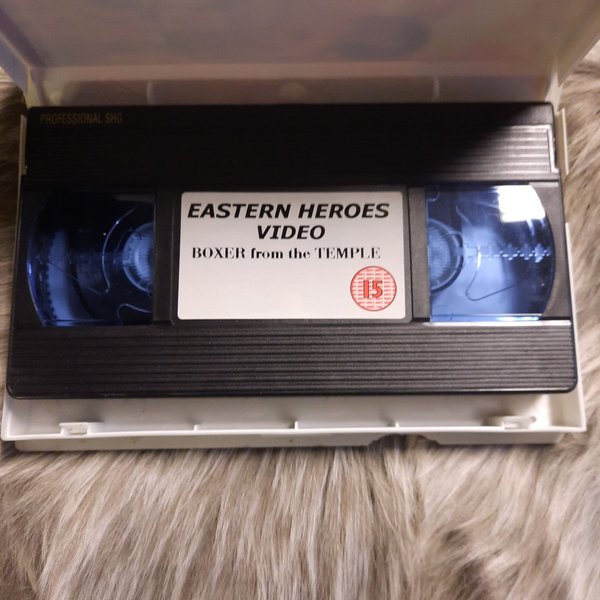 PROFESSIONAL SHG
EASTERN HEROES
VIDEO
BOXER from the TEMPLE
15